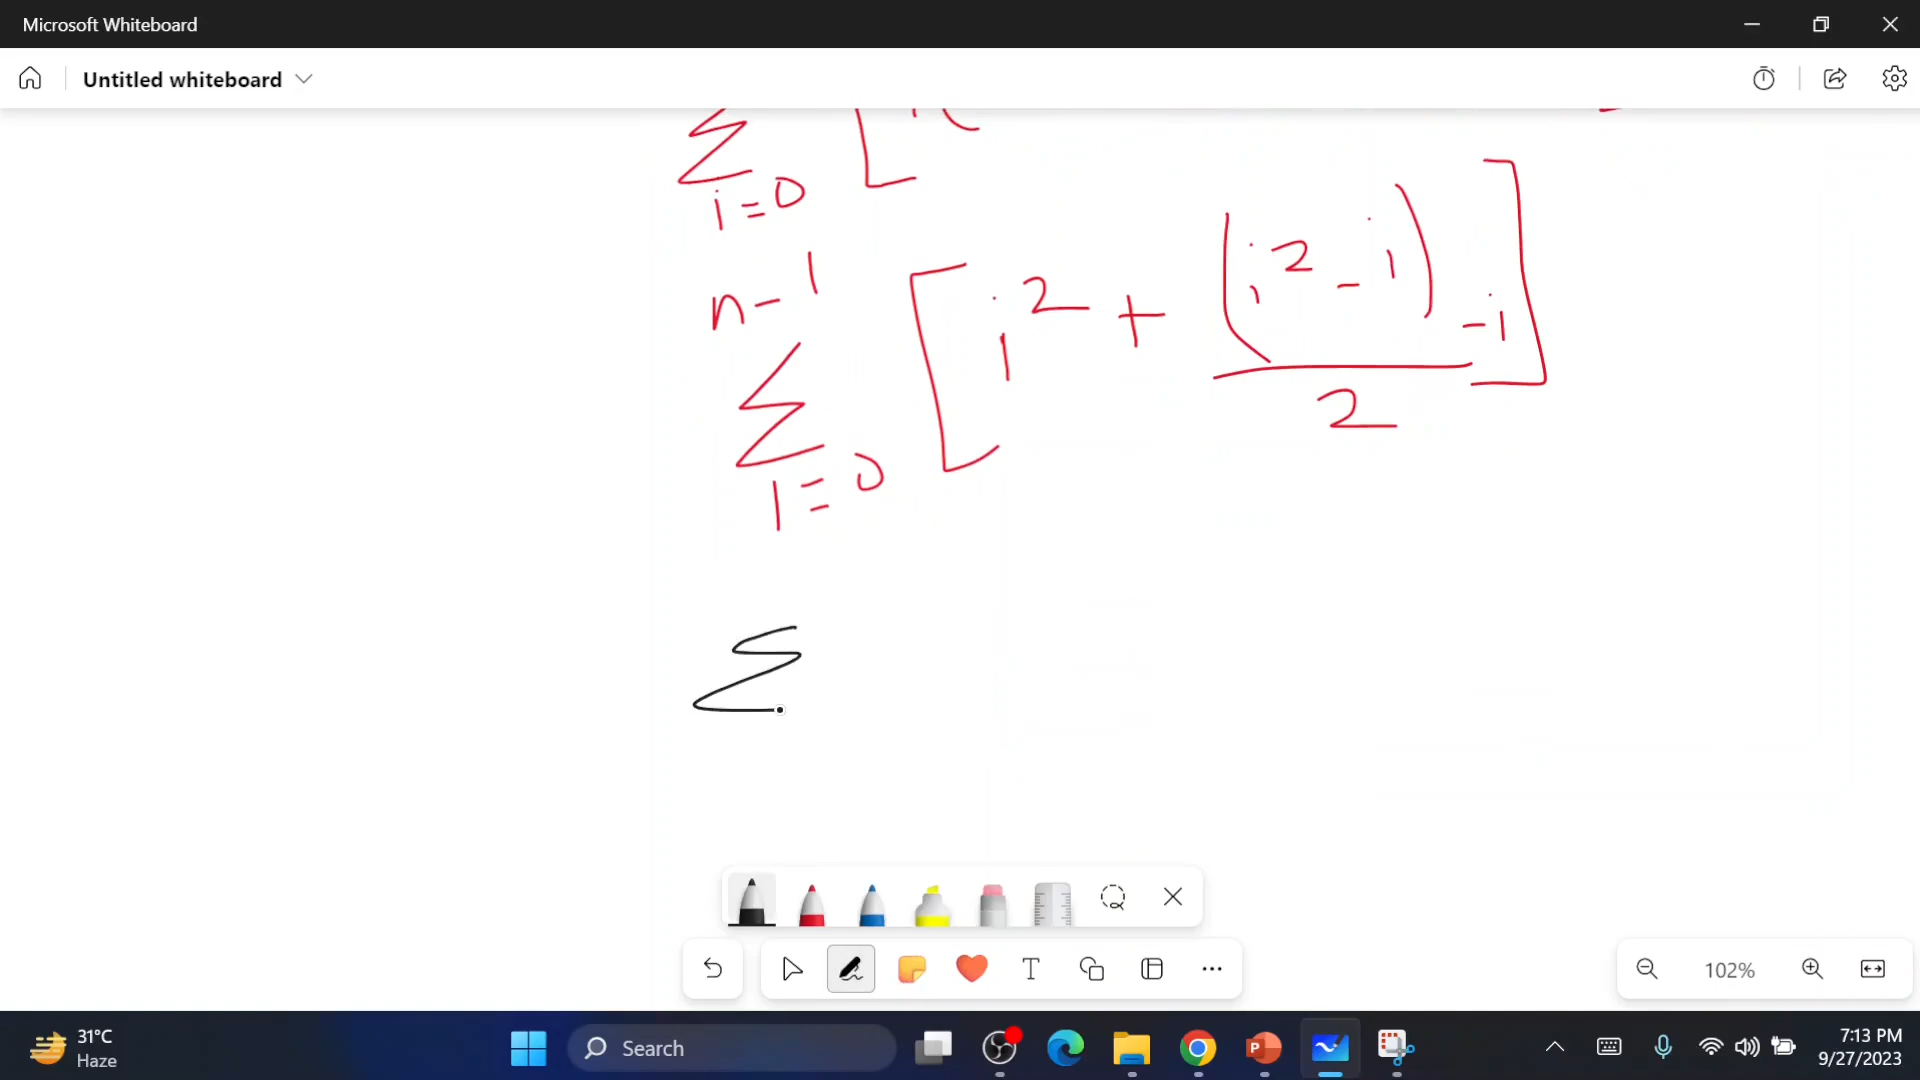 Microsoft Whiteboard
Untitled whiteboard
Σ [
i=0
n-1
Σ [i² + (i²-i)/2 -i]
i=0
Σ
102%
31°C
Haze
Search
7:13 PM
9/27/2023